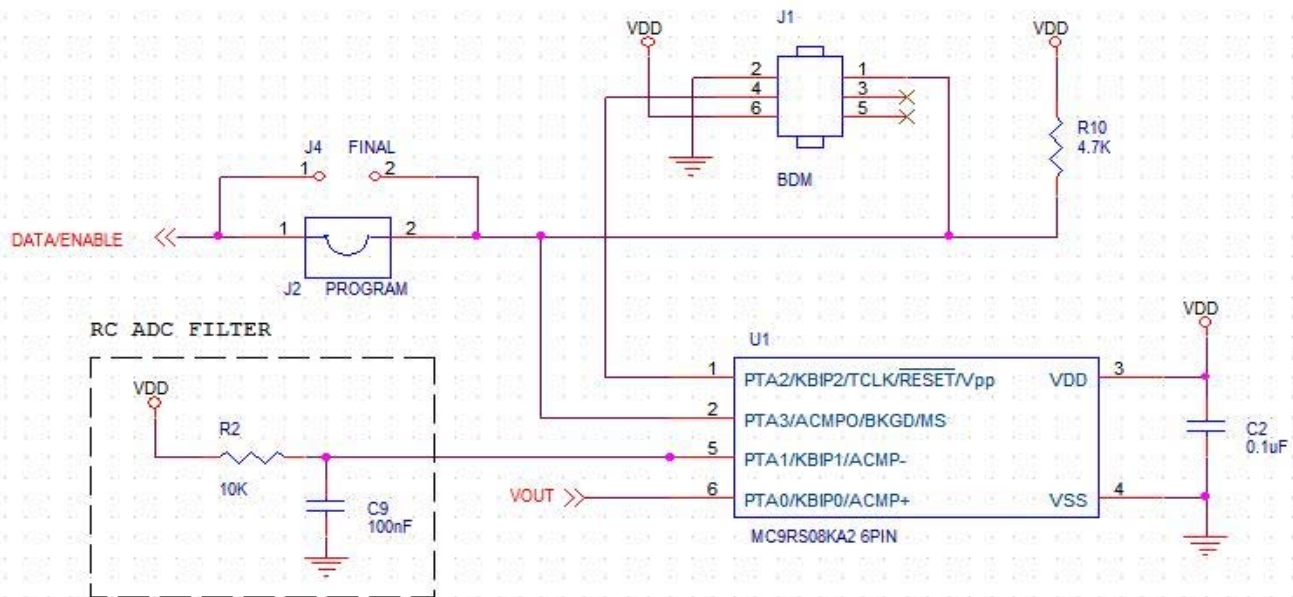 J1
VDD
VDD
2
1
4
3
6
5
R10
4.7K
J4 FINAL
1
2
BDM
DATA/ENABLE
1
2
J2 PROGRAM
RC ADC FILTER
VDD
U1
VDD
1
PTA2/KBIP2/TCLK/RESET/Vpp
VDD
3
R2
2
PTA3/ACMPO/BKGD/MS
C2
0.1uF
5
PTA1/KBIP1/ACMP-
10K
VOUT
6
PTA0/KBIP0/ACMP+
VSS
4
C9
100nF
MC9RS08KA2 6PIN